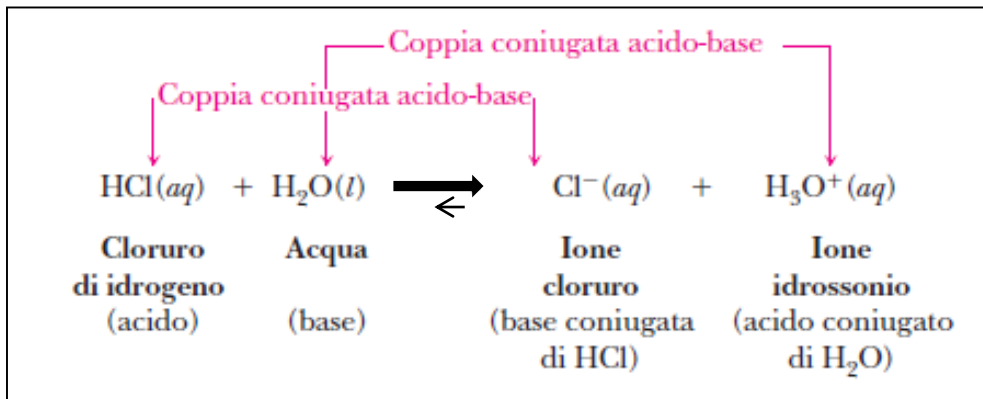 Coppia coniugata acido-base
Coppia coniugata acido-base
HCl(aq) + H₂O(l) Cl⁻(aq) + H₃O⁺(aq)
Cloruro Acqua Ione Ione
di idrogeno cloruro idrossonio
(acido) (base) (base coniugata (acido coniugato
di HCl) di H₂O)